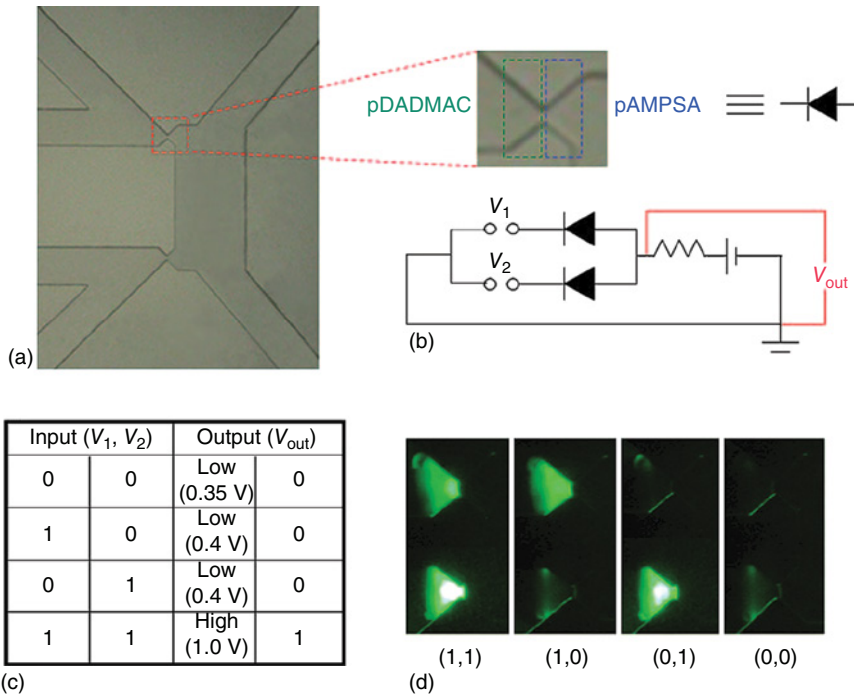 pDADMAC
pAMPSA
(a)
V1
V2
Vout
(b)
Input (V1, V2) Output (Vout)
0 0 Low (0.35 V) 0
1 0 Low (0.4 V) 0
0 1 Low (0.4 V) 0
1 1 High (1.0 V) 1
(c)
(1,1) (1,0) (0,1) (0,0)
(d)